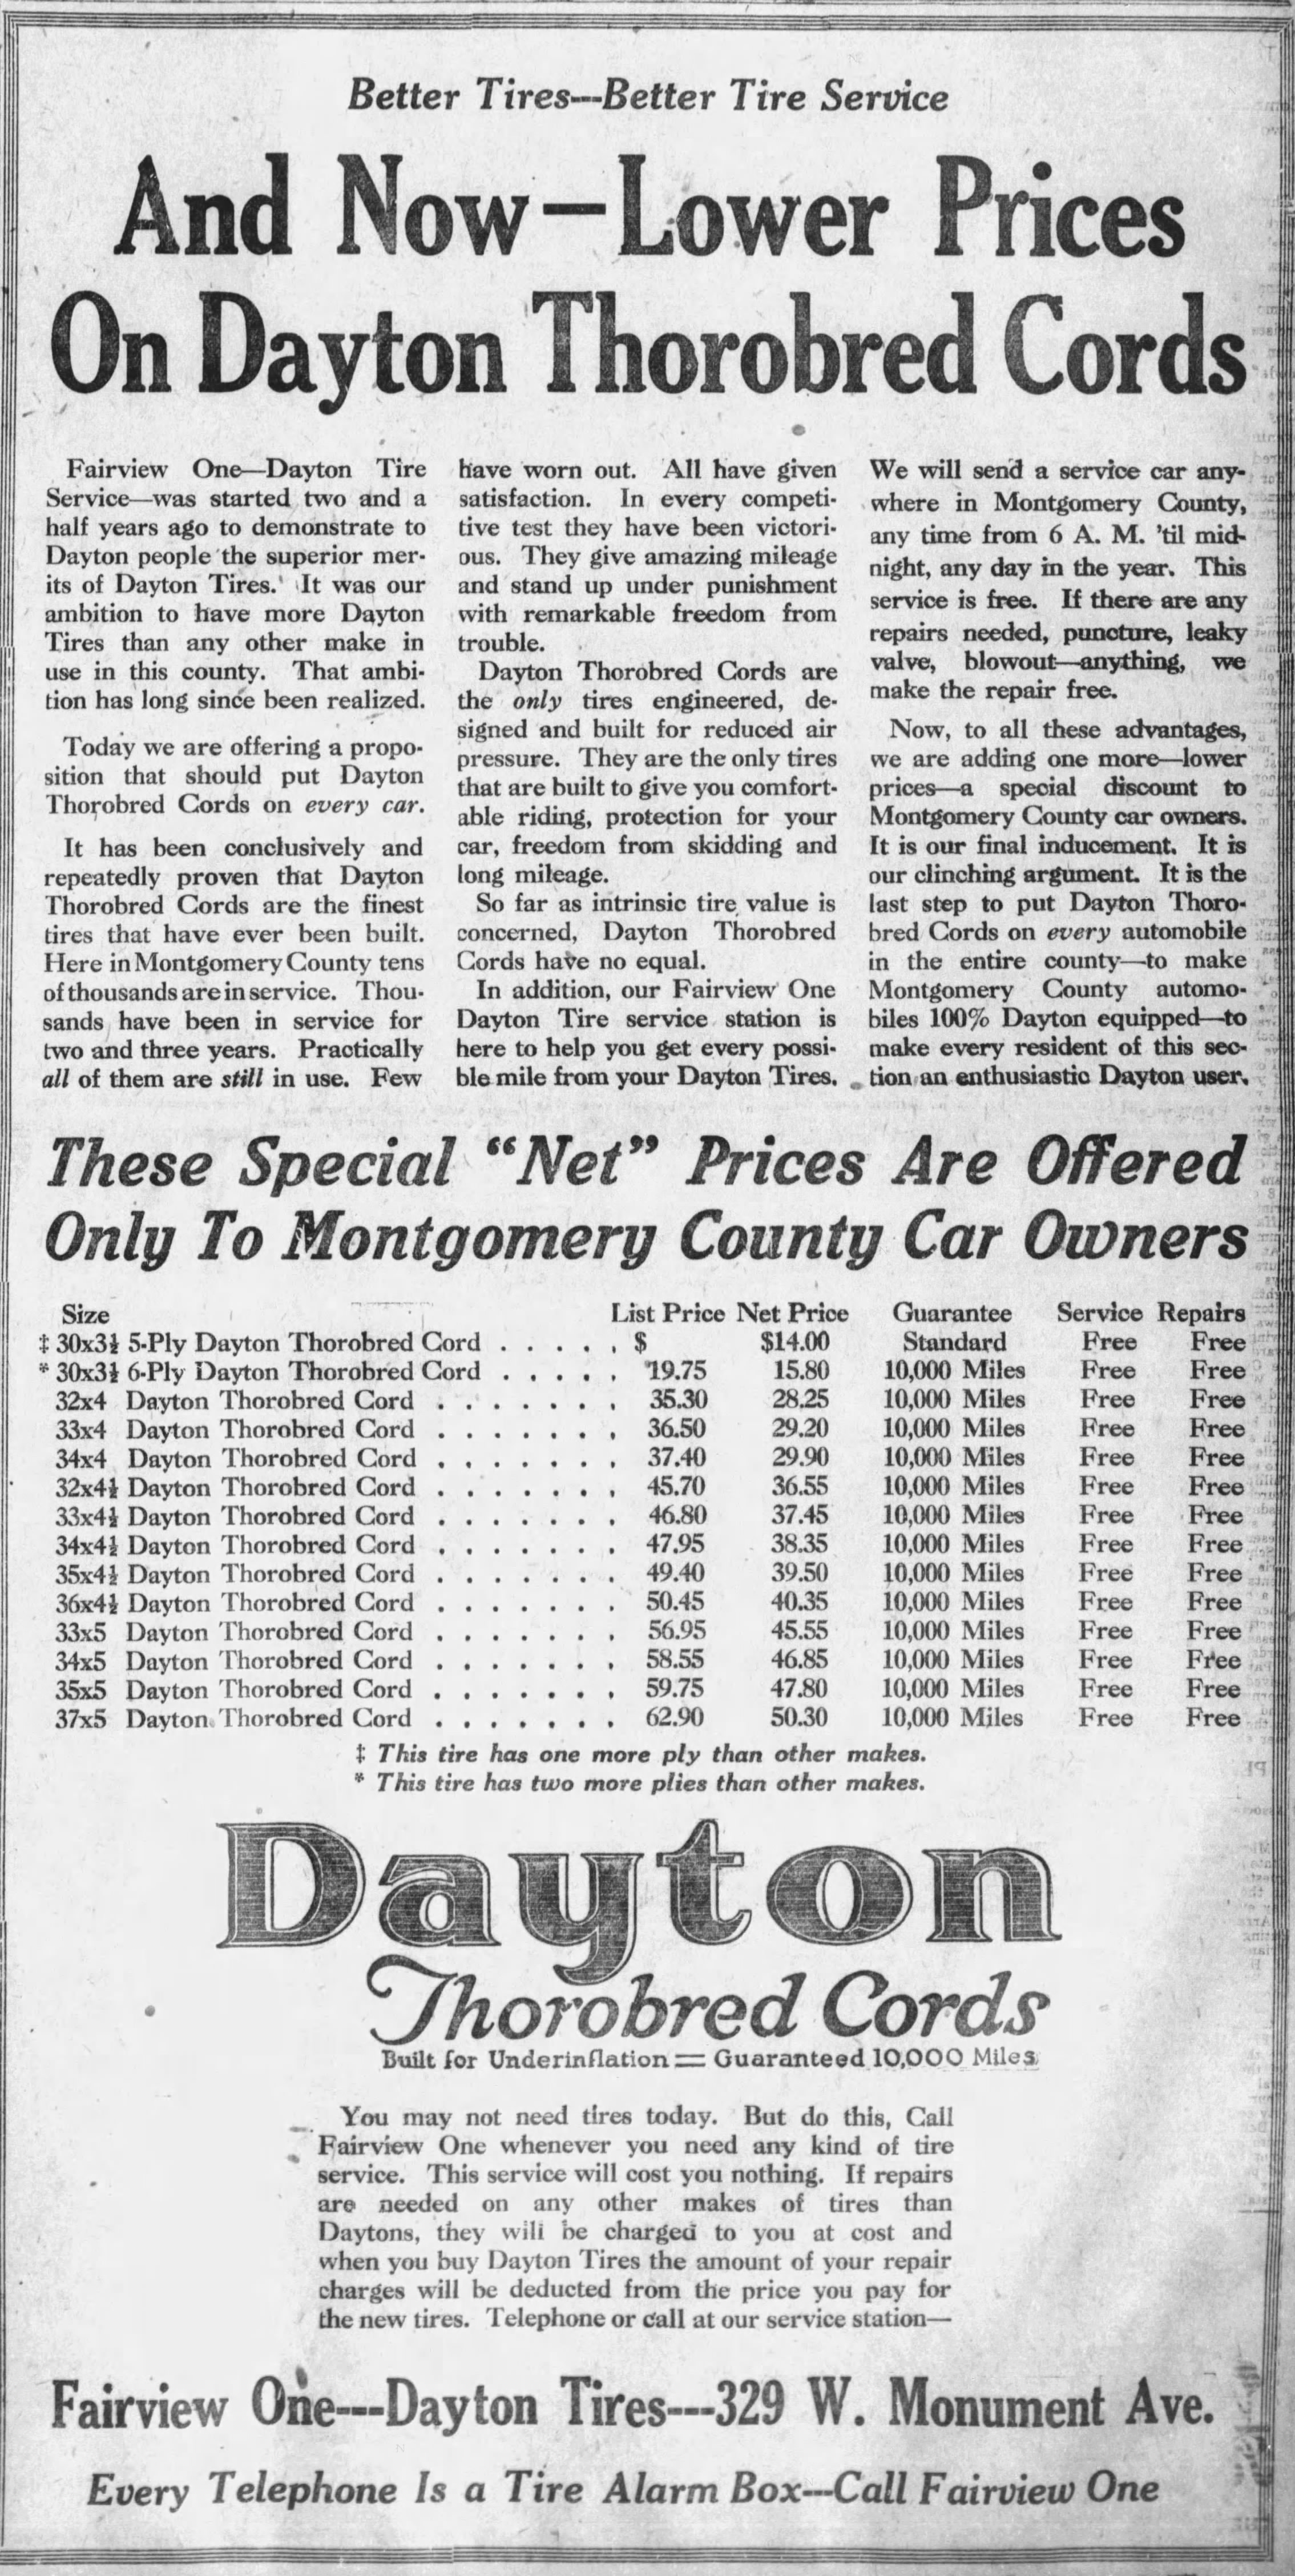 Better Tires---Better Tire Service
And Now—Lower Prices
On Dayton Thorobred Cords
Fairview One—Dayton Tire
Service—was started two and a
half years ago to demonstrate to
Dayton people the superior mer-
its of Dayton Tires. It was our
ambition to have more Dayton
Tires than any other make in
use in this county. That ambi-
tion has long since been realized.
Today we are offering a propo-
sition that should put Dayton
Thorobred Cords on every car.
It has been conclusively and
repeatedly proven that Dayton
Thorobred Cords are the finest
tires that have ever been built.
Here in Montgomery County tens
of thousands are in service. Thou-
sands have been in service for
two and three years. Practically
all of them are still in use. Few
have worn out. All have given
satisfaction. In every competi-
tive test they have been victori-
ous. They give amazing mileage
and stand up under punishment
with remarkable freedom from
trouble.
Dayton Thorobred Cords are
the only tires engineered, de-
signed and built for reduced air
pressure. They are the only tires
that are built to give you comfort-
able riding, protection for your
car, freedom from skidding and
long mileage.
So far as intrinsic tire value is
concerned, Dayton Thorobred
Cords have no equal.
In addition, our Fairview One
Dayton Tire service station is
here to help you get every possi-
ble mile from your Dayton Tires.
We will send a service car any-
where in Montgomery County,
any time from 6 A. M. 'til mid-
night, any day in the year. This
service is free. If there are any
repairs needed, puncture, leaky
valve, blowout—anything, we
make the repair free.
Now, to all these advantages,
we are adding one more—lower
prices—a special discount to
Montgomery County car owners.
It is our final inducement. It is
our clinching argument. It is the
last step to put Dayton Thoro-
bred Cords on every automobile
in the entire county—to make
Montgomery County automo-
biles 100% Dayton equipped—to
make every resident of this sec-
tion an enthusiastic Dayton user.
These Special “Net” Prices Are Offered
Only To Montgomery County Car Owners
Size List Price Net Price Guarantee Service Repairs
‡ 30x3½ 5-Ply Dayton Thorobred Cord . . . . . $ $14.00 Standard Free Free
* 30x3½ 6-Ply Dayton Thorobred Cord . . . . . 19.75 15.80 10,000 Miles Free Free
32x4 Dayton Thorobred Cord . . . . . . . 35.30 28.25 10,000 Miles Free Free
33x4 Dayton Thorobred Cord . . . . . . . 36.50 29.20 10,000 Miles Free Free
34x4 Dayton Thorobred Cord . . . . . . . 37.40 29.90 10,000 Miles Free Free
32x4½ Dayton Thorobred Cord . . . . . . . 45.70 36.55 10,000 Miles Free Free
33x4½ Dayton Thorobred Cord . . . . . . . 46.80 37.45 10,000 Miles Free Free
34x4½ Dayton Thorobred Cord . . . . . . . 47.95 38.35 10,000 Miles Free Free
35x4½ Dayton Thorobred Cord . . . . . . . 49.40 39.50 10,000 Miles Free Free
36x4½ Dayton Thorobred Cord . . . . . . . 50.45 40.35 10,000 Miles Free Free
33x5 Dayton Thorobred Cord . . . . . . . 56.95 45.55 10,000 Miles Free Free
34x5 Dayton Thorobred Cord . . . . . . . 58.55 46.85 10,000 Miles Free Free
35x5 Dayton Thorobred Cord . . . . . . . 59.75 47.80 10,000 Miles Free Free
37x5 Dayton Thorobred Cord . . . . . . . 62.90 50.30 10,000 Miles Free Free
‡ This tire has one more ply than other makes.
* This tire has two more plies than other makes.
Dayton
Thorobred Cords
Built for Underinflation = Guaranteed 10,000 Miles
You may not need tires today. But do this, Call
Fairview One whenever you need any kind of tire
service. This service will cost you nothing. If repairs
are needed on any other makes of tires than
Daytons, they will be charged to you at cost and
when you buy Dayton Tires the amount of your repair
charges will be deducted from the price you pay for
the new tires. Telephone or call at our service station—
Fairview One---Dayton Tires---329 W. Monument Ave.
Every Telephone Is a Tire Alarm Box---Call Fairview One